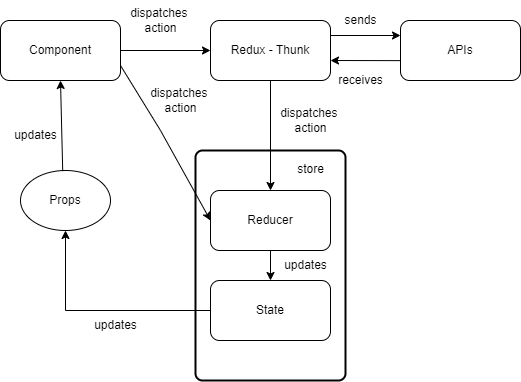 dispatches
action
sends
Component
Redux - Thunk
APIs
receives
dispatches
action
dispatches
action
updates
store
Props
Reducer
updates
State
updates